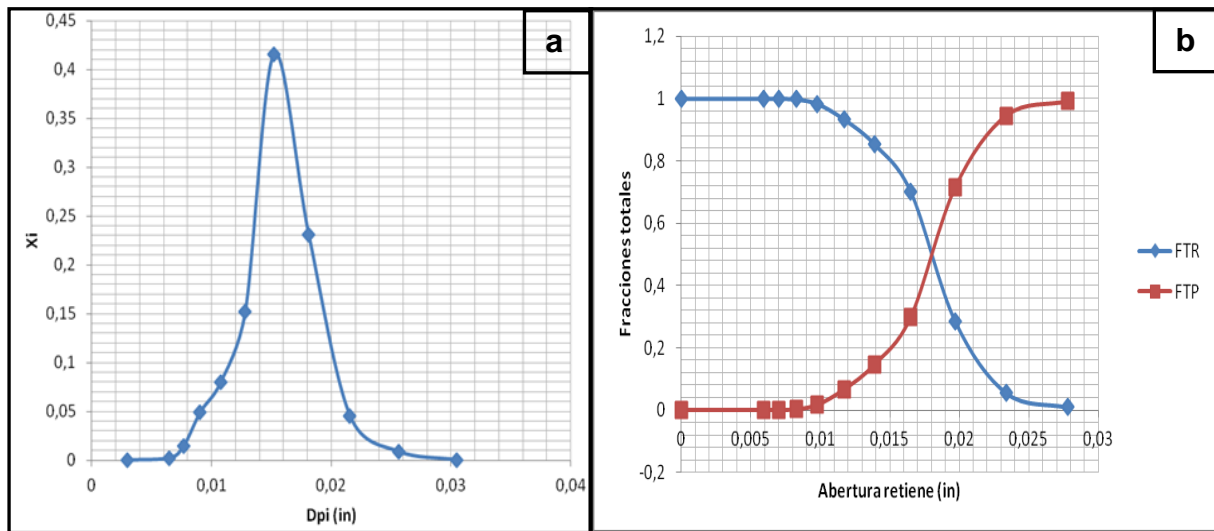 a
0,45
0,4
0,35
0,3
0,25
0,2
0,15
0,1
0,05
0
Xi
0 0,01 0,02 0,03 0,04
Dpi (in)
b
1,2
1
0,8
0,6
0,4
0,2
0
-0,2
Fracciones totales
0 0,005 0,01 0,015 0,02 0,025 0,03
Abertura retiene (in)
FTR
FTP